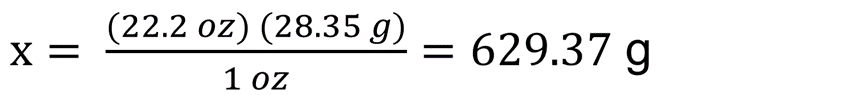 x = (22.2 oz) (28.35 g) / 1 oz = 629.37 g